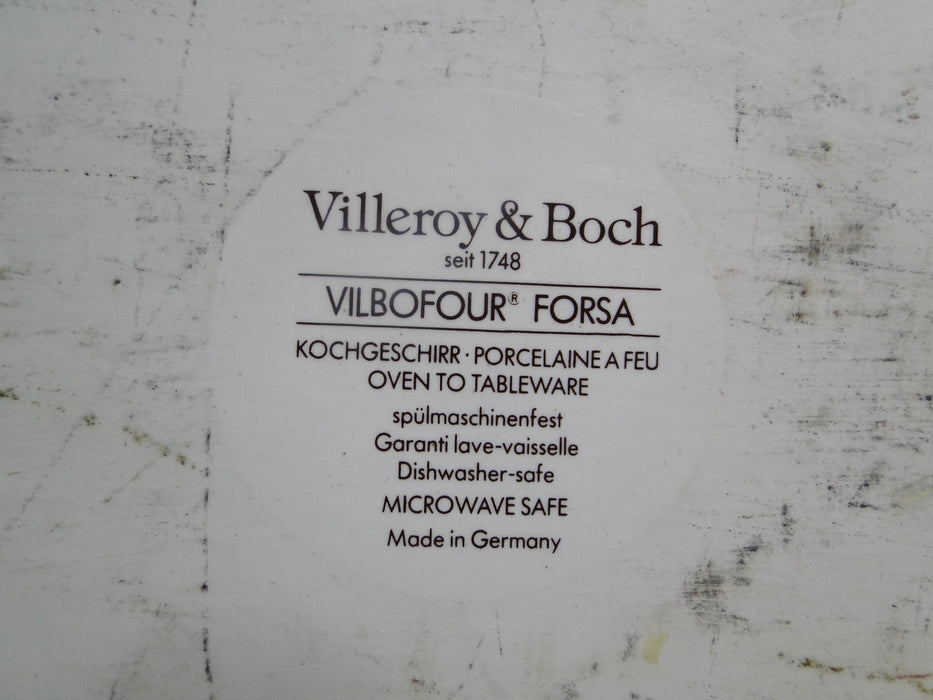 Villeroy & Boch
seit 1748
VILBOFOUR® FORSA
KOCHGESCHIRR · PORCELAINE A FEU
OVEN TO TABLEWARE
spülmaschinenfest
Garanti lave-vaisselle
Dishwasher-safe
MICROWAVE SAFE
Made in Germany